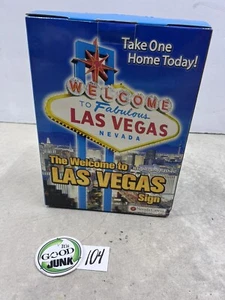 Take One
Home Today!
WELCOME
TO Fabulous
LAS VEGAS
NEVADA
The Welcome to
LAS VEGAS
Sign
It's
GOOD
JUNK
104